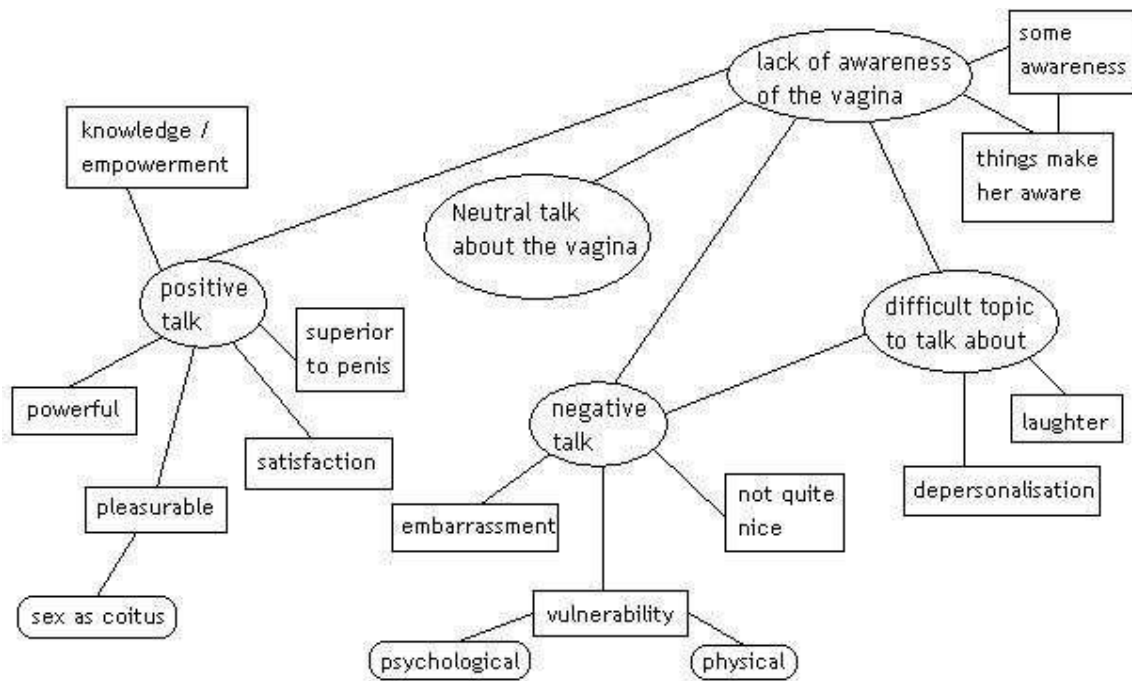 some
awareness
lack of awareness
of the vagina
knowledge /
empowerment
things make
her aware
Neutral talk
about the vagina
positive
talk
superior
to penis
difficult topic
to talk about
powerful
negative
talk
laughter
satisfaction
pleasurable
embarrassment
not quite
nice
depersonalisation
sex as coitus
vulnerability
psychological
physical